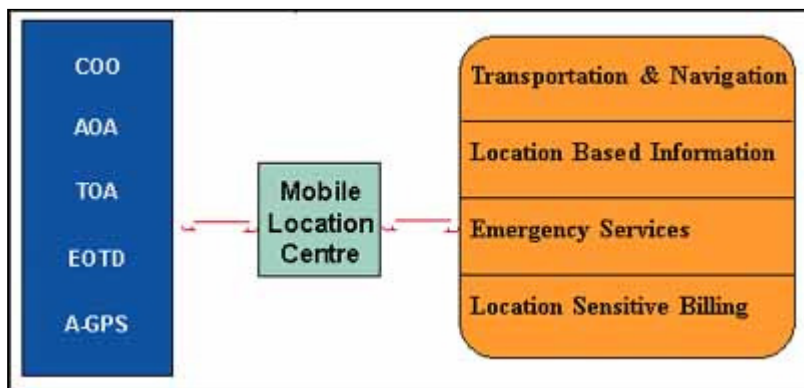 COO
AOA
TOA
EOTD
A-GPS
Mobile
Location
Centre
Transportation & Navigation
Location Based Information
Emergency Services
Location Sensitive Billing